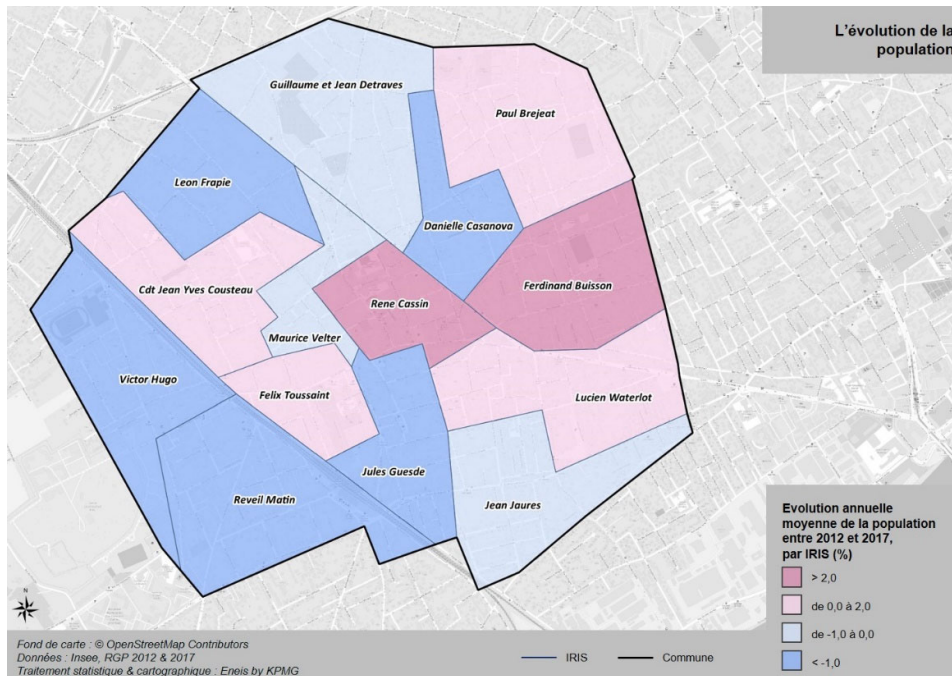 L'évolution de la
population
Guillaume et Jean Detraves
Paul Brejeat
Leon Frapie
Danielle Casanova
Cdt Jean Yves Cousteau
Rene Cassin
Ferdinand Buisson
Maurice Velter
Victor Hugo
Felix Toussaint
Lucien Waterlot
Jules Guesde
Reveil Matin
Jean Jaures
Evolution annuelle
moyenne de la population
entre 2012 et 2017,
par IRIS (%)
> 2,0
de 0,0 à 2,0
de -1,0 à 0,0
< -1,0
N
Fond de carte : © OpenStreetMap Contributors
Données : Insee, RGP 2012 & 2017
Traitement statistique & cartographique : Eneis by KPMG
IRIS
Commune